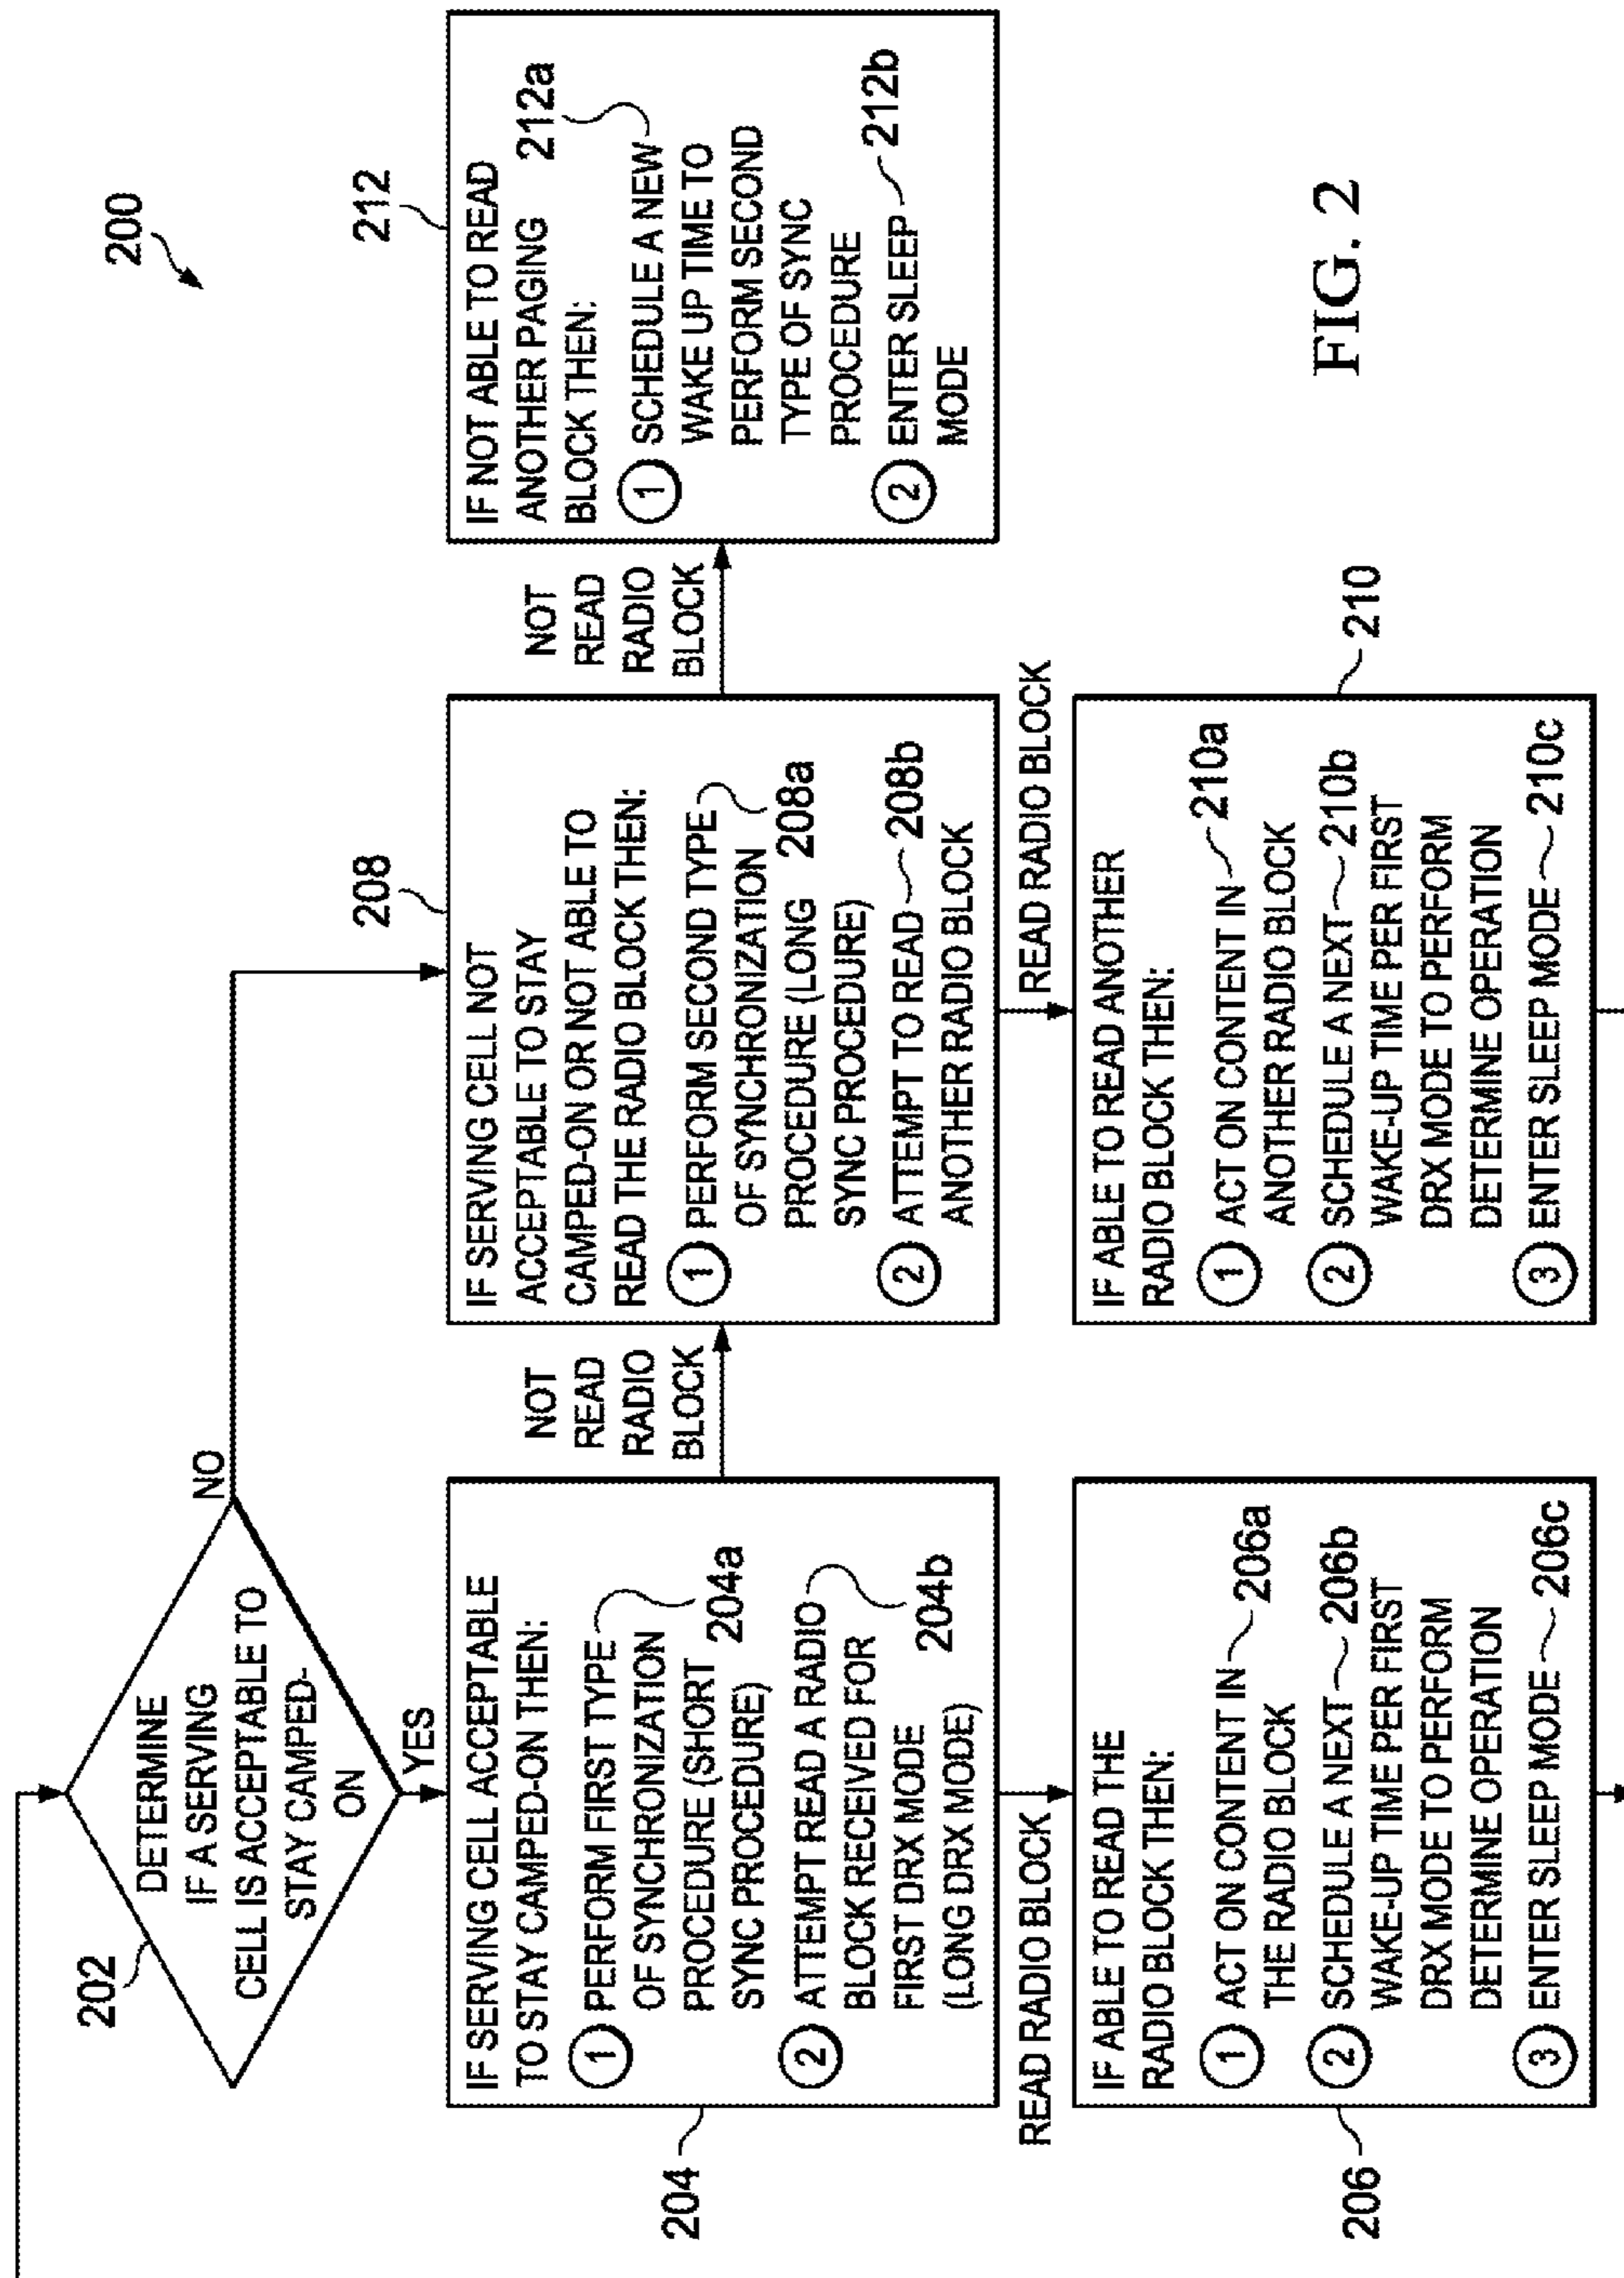 200
202
DETERMINE
IF A SERVING
CELL IS ACCEPTABLE TO
STAY CAMPED-
ON
NO
YES
204
IF SERVING CELL ACCEPTABLE
TO STAY CAMPED-ON THEN:
1 PERFORM FIRST TYPE
OF SYNCHRONIZATION
PROCEDURE (SHORT 204a
SYNC PROCEDURE)
2 ATTEMPT READ A RADIO
BLOCK RECEIVED FOR
FIRST DRX MODE 204b
(LONG DRX MODE)
NOT
READ
RADIO
BLOCK
208
IF SERVING CELL NOT
ACCEPTABLE TO STAY
CAMPED-ON OR NOT ABLE TO
READ THE RADIO BLOCK THEN:
1 PERFORM SECOND TYPE
OF SYNCHRONIZATION
PROCEDURE (LONG 208a
SYNC PROCEDURE)
2 ATTEMPT TO READ 208b
ANOTHER RADIO BLOCK
NOT
READ
RADIO
BLOCK
212
IF NOT ABLE TO READ
ANOTHER PAGING 212a
BLOCK THEN:
1 SCHEDULE A NEW
WAKE UP TIME TO
PERFORM SECOND
TYPE OF SYNC
PROCEDURE
2 ENTER SLEEP 212b
MODE
READ RADIO BLOCK
206
IF ABLE TO READ THE
RADIO BLOCK THEN:
1 ACT ON CONTENT IN 206a
THE RADIO BLOCK
2 SCHEDULE A NEXT 206b
WAKE-UP TIME PER FIRST
DRX MODE TO PERFORM
DETERMINE OPERATION
3 ENTER SLEEP MODE 206c
READ RADIO BLOCK
210
IF ABLE TO READ ANOTHER
RADIO BLOCK THEN:
1 ACT ON CONTENT IN 210a
ANOTHER RADIO BLOCK
2 SCHEDULE A NEXT 210b
WAKE-UP TIME PER FIRST
DRX MODE TO PERFORM
DETERMINE OPERATION
3 ENTER SLEEP MODE 210c
FIG. 2